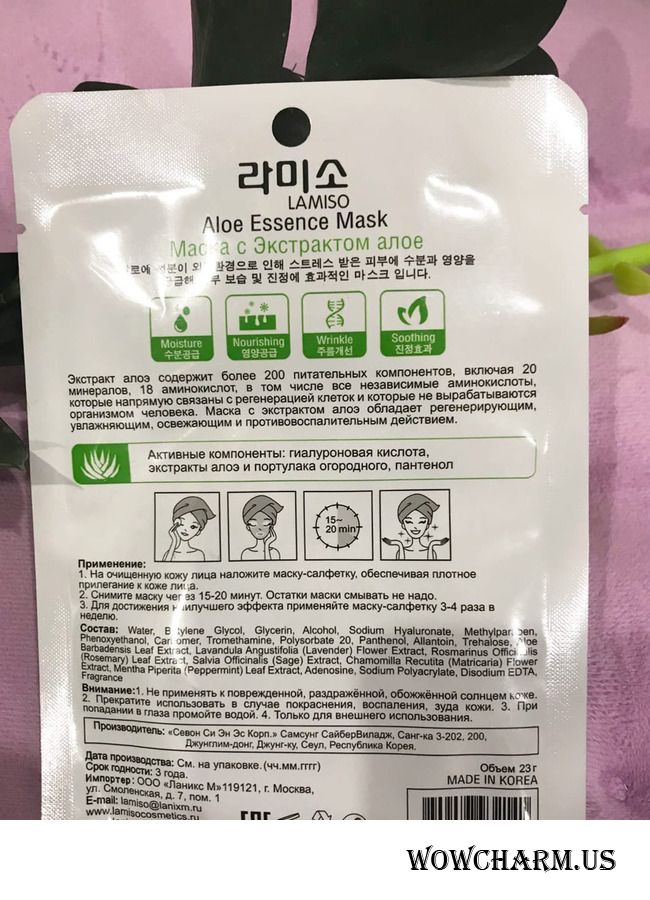 라미소
LAMISO
Aloe Essence Mask
Маска с Экстрактом алое
환경으로 인해 스트레스 받은 피부에 수분과 영양을
보습 및 진정에 효과적인 마스크 입니다.
Moisture 수분공급
Nourishing 영양공급
Wrinkle 주름개선
Soothing 진정효과
Экстракт алоэ содержит более 200 питательных компонентов, включая 20
минералов, 18 аминокислот, в том числе все независимые аминокислоты,
которые напрямую связаны с регенерацией клеток и которые не вырабатываются
организмом человека. Маска с экстрактом алоэ обладает регенерирующим,
увлажняющим, освежающим и противовоспалительным действием.
Активные компоненты: гиалуроновая кислота,
экстракты алоэ и портулака огородного, пантенол
15~
20 min
Применение:
1. На очищенную кожу лица наложите маску-салфетку, обеспечивая плотное
прилегание к коже лица.
2. Снимите маску через 15-20 минут. Остатки маски смывать не надо.
3. Для достижения наилучшего эффекта применяйте маску-салфетку 3-4 раза в
неделю.
Состав: Water, Butylene Glycol, Glycerin, Alcohol, Sodium Hyaluronate, Methylparaben,
Phenoxyethanol, Carbomer, Tromethamine, Polysorbate 20, Panthenol, Allantoin, Trehalose, Aloe
Barbadensis Leaf Extract, Lavandula Angustifolia (Lavender) Flower Extract, Rosmarinus Officinalis
(Rosemary) Leaf Extract, Salvia Officinalis (Sage) Extract, Chamomilla Recutita (Matricaria) Flower
Extract, Mentha Piperita (Peppermint) Leaf Extract, Adenosine, Sodium Polyacrylate, Disodium EDTA,
Fragrance
Внимание:1. Не применять к поврежденной, раздражённой, обожжённой солнцем коже.
2. Прекратите использовать в случае покраснения, воспаления, зуда кожи. 3. При
попадании в глаза промойте водой. 4. Только для внешнего использования.
Производитель: «Севон Си Эн Эс Корп.» Самсунг СайберВиладж, Санг-ка 3-202, 200,
Джунглим-донг, Джунг-ку, Сеул, Республика Корея.
Дата производства: См. на упаковке.(чч.мм.гггг)
Срок годности: 3 года.
Импортер: ООО «Ланикс М»119121, г. Москва,
ул. Смоленская, д. 7, пом. 1
E-mail: lamiso@lanixm.ru
www.lamisocosmetics.ru
Объем 23 г
MADE IN KOREA
EAC
WOWCHARM.US